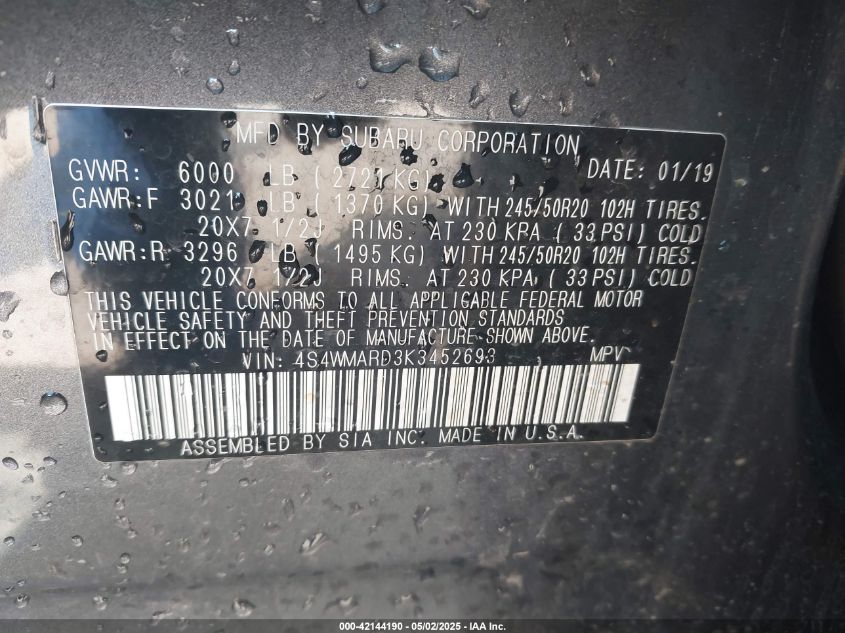 MFD BY SUBARU CORPORATION
GVWR: 6000 LB (2721 KG) DATE: 01/19
GAWR:F 3021 LB (1370 KG) WITH 245/50R20 102H TIRES.
20X7 1/2J RIMS. AT 230 KPA (33 PSI) COLD
GAWR:R 3296 LB (1495 KG) WITH 245/50R20 102H TIRES.
20X7 1/2J RIMS. AT 230 KPA (33 PSI) COLD
THIS VEHICLE CONFORMS TO ALL APPLICABLE FEDERAL MOTOR
VEHICLE SAFETY AND THEFT PREVENTION STANDARDS
IN EFFECT ON THE DATE OF MANUFACTURE SHOWN ABOVE.
VIN: 4S4WMARD3K3452693 MPV
ASSEMBLED BY SIA INC. MADE IN U.S.A.
000-42144190 - 05/02/2025 - IAA Inc.